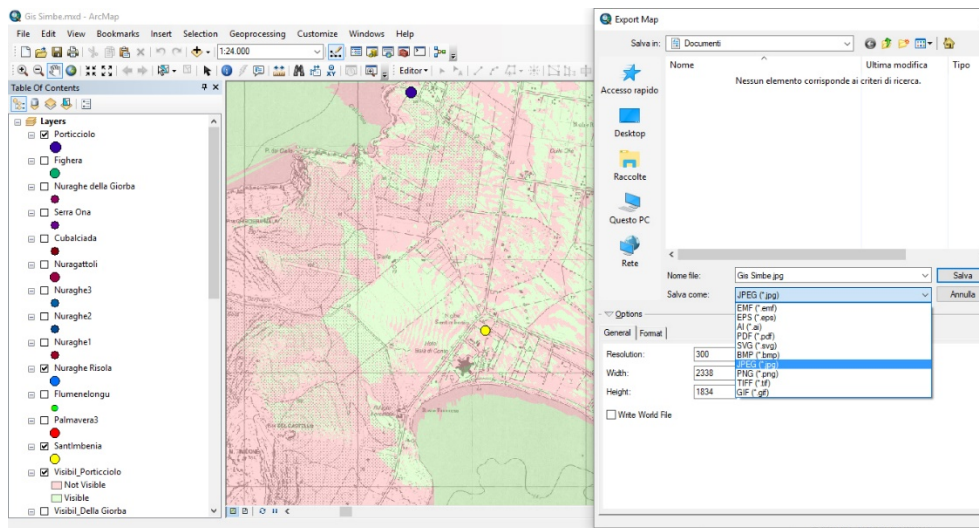 Gis Simbe.mxd - ArcMap
File Edit View Bookmarks Insert Selection Geoprocessing Customize Windows Help
1:24.000
Editor
Table Of Contents
Layers
Porticciolo
Fighera
Nuraghe della Giorba
Serra Ona
Cubalciada
Nuragattoli
Nuraghe3
Nuraghe2
Nuraghe1
Nuraghe Risola
Flumenelongu
Palmavera3
SantImbenia
Visibil_Porticciolo
Not Visible
Visible
Visibil_Della Giorba
Export Map
Salva in: Documenti
Nome Ultima modifica Tipo
Nessun elemento corrisponde ai criteri di ricerca.
Accesso rapido
Desktop
Raccolte
Questo PC
Rete
Nome file: Gis Simbe.jpg Salva
Salva come: JPEG (*.jpg) Annulla
EMF (*.emf)
EPS (*.eps)
AI (*.ai)
PDF (*.pdf)
SVG (*.svg)
BMP (*.bmp)
JPEG (*.jpg)
PNG (*.png)
TIFF (*.tif)
GIF (*.gif)
Options
General Format
Resolution: 300
Width: 2338
Height: 1834
Write World File